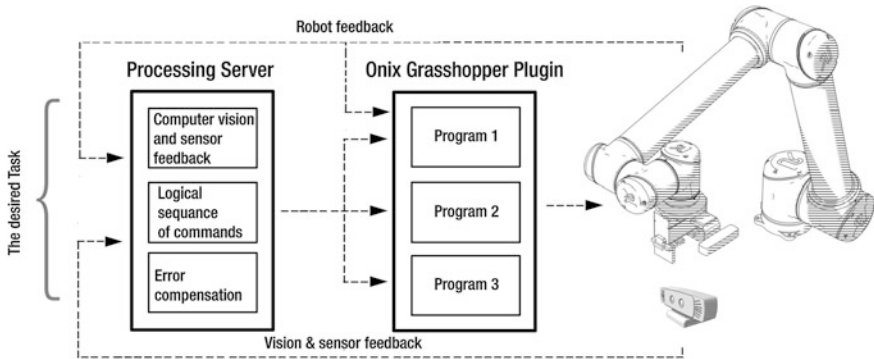 Robot feedback
Processing Server
Onix Grasshopper Plugin
The desired Task
Computer vision
and sensor
feedback
Logical
sequence
of commands
Error
compensation
Program 1
Program 2
Program 3
Vision & sensor feedback